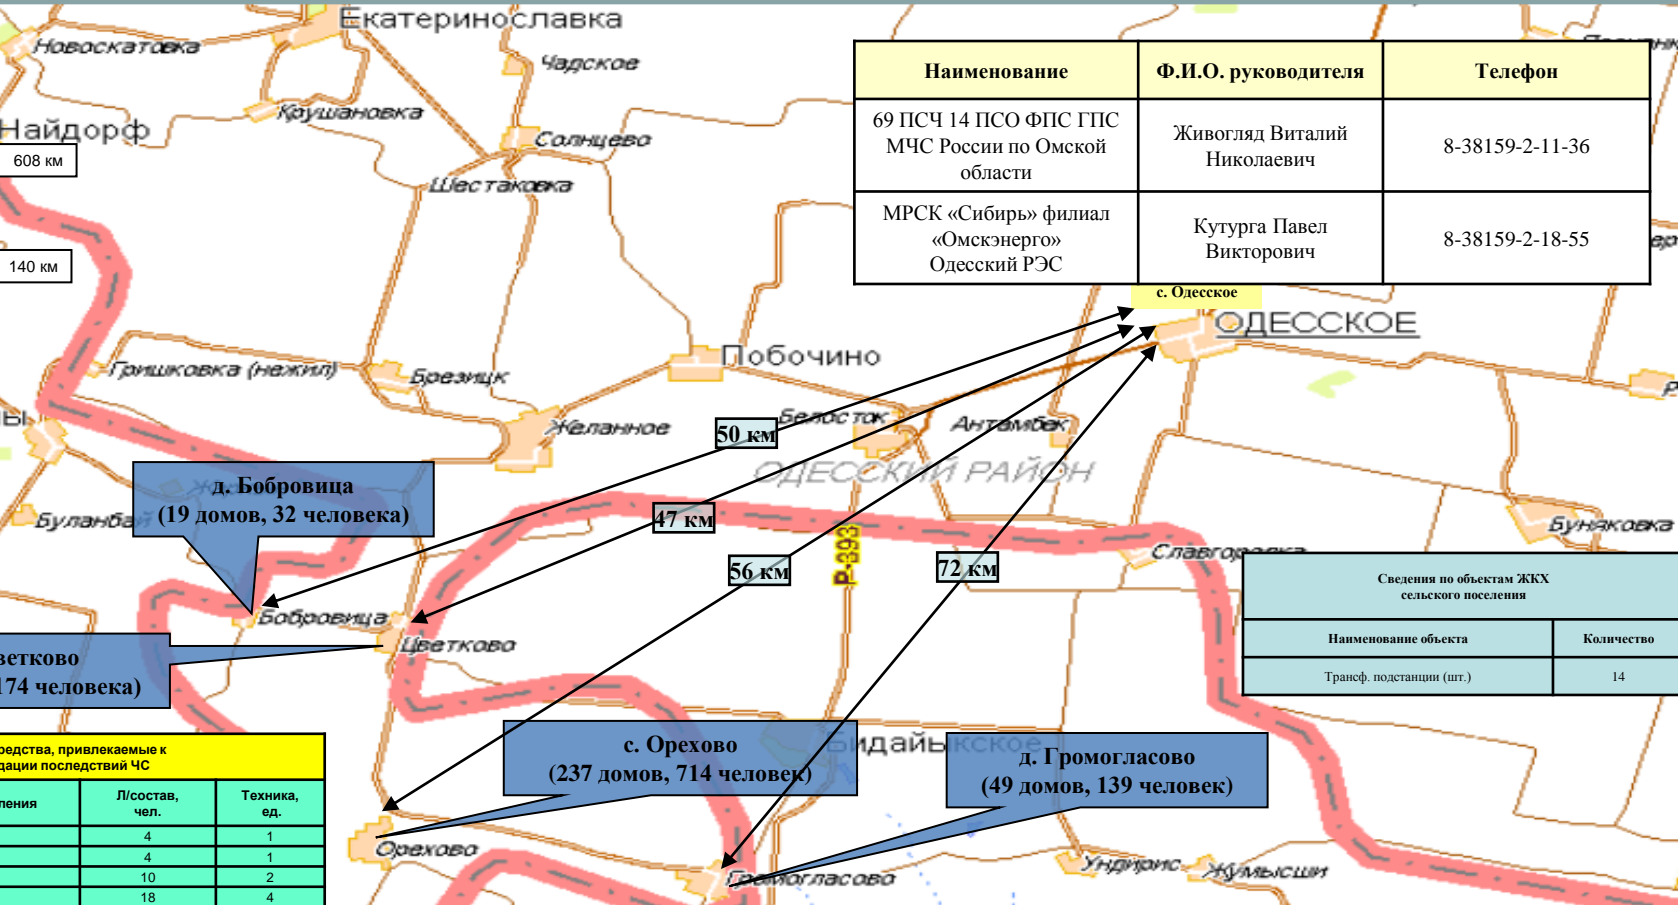 Екатеринославка
Новоскатовка
Чадское
Крушановка
Найдорф
Солнцево
608 км
Шестаковка
140 км
Наименование
Ф.И.О. руководителя
Телефон
69 ПСЧ 14 ПСО ФПС ГПС
МЧС России по Омской
области
Живогляд Виталий
Николаевич
8-38159-2-11-36
МРСК «Сибирь» филиал
«Омскэнерго»
Одесский РЭС
Кутурга Павел
Викторович
8-38159-2-18-55
с. Одесское
ОДЕССКОЕ
Побочино
Гришковка (нежил)
Брезицк
Желанное
50 км
Белосток
Антамбек
ОДЕССКИЙ РАЙОН
д. Бобровица
(19 домов, 32 человека)
Буланбай
47 км
Буняковка
Р-393
56 км
72 км
Славгородка
Сведения по объектам ЖКХ
сельского поселения
Наименование объекта
Количество
Трансф. подстанции (шт.)
14
Бобровица
Цветково
ветково
174 человека)
с. Орехово
(237 домов, 714 человек)
Бидайыкское
д. Громогласово
(49 домов, 139 человек)
редства, привлекаемые к
дации последствий ЧС
ления
Л/состав,
чел.
Техника,
ед.
4
1
4
1
10
2
18
4
Орехово
Громогласово
Ундирис
Жумысши